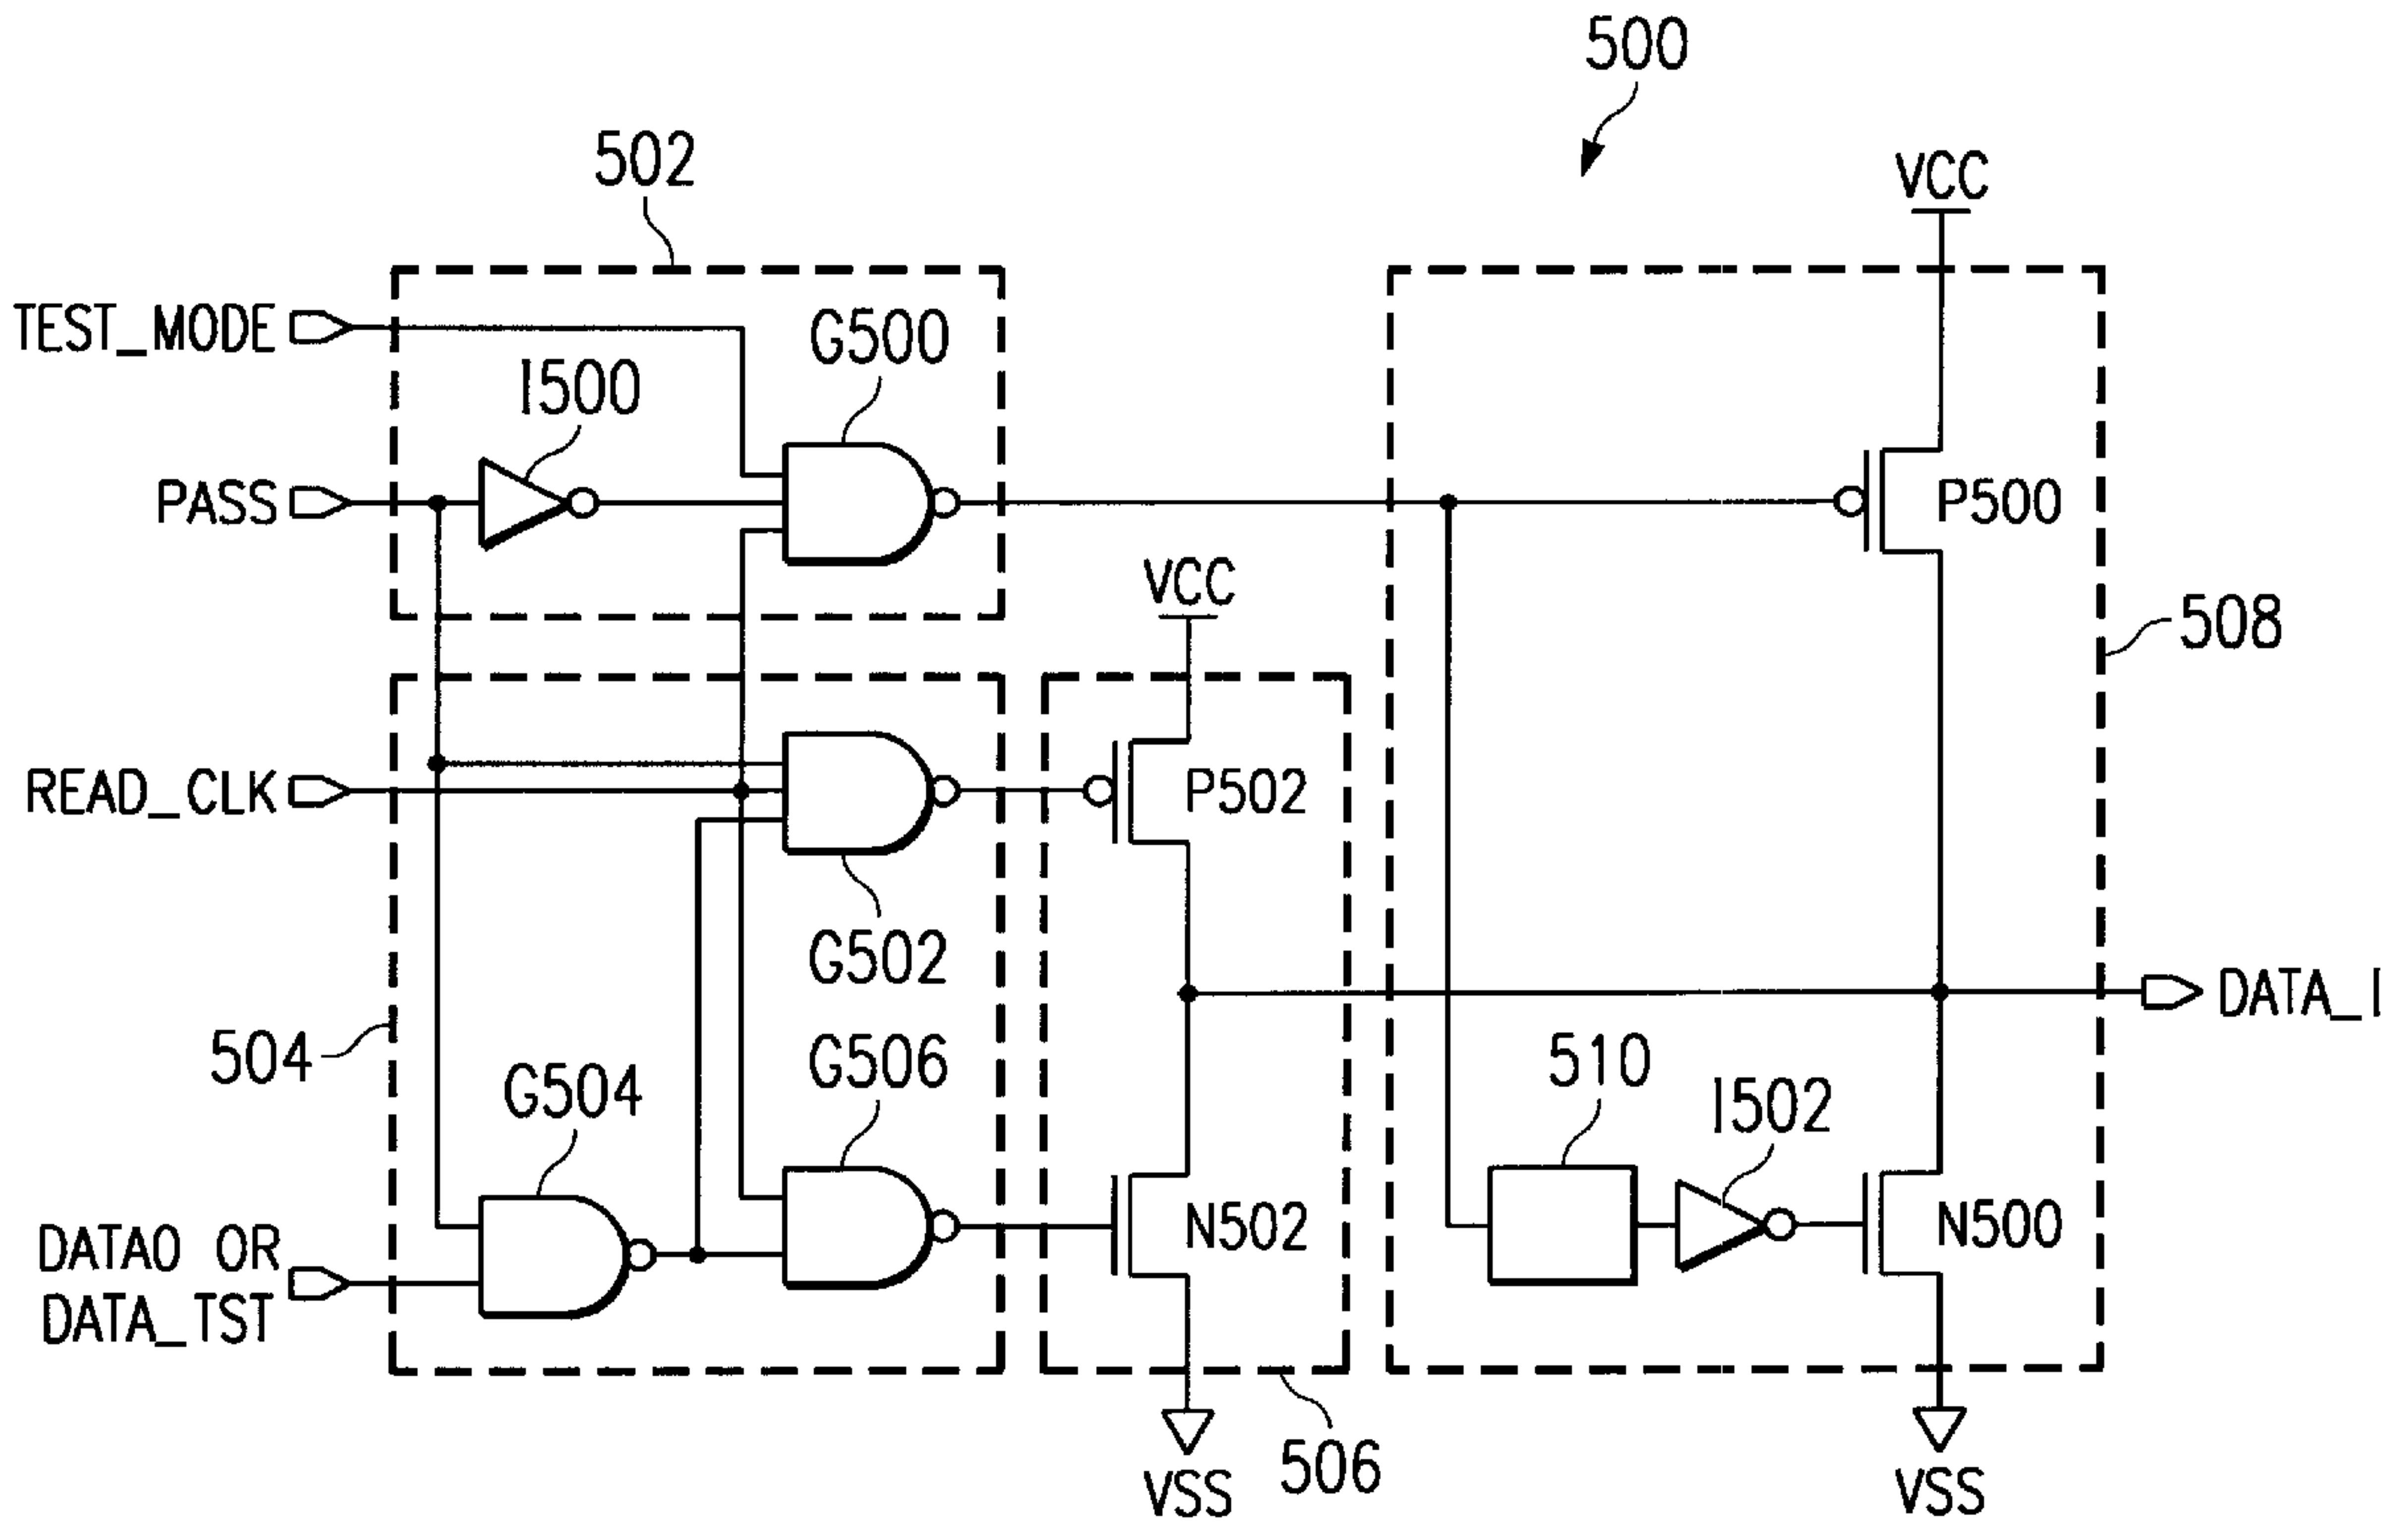 500
502
VCC
TEST_MODE
G500
I500
PASS
P500
VCC
508
READ_CLK
P502
G502
DATA_I
504
G506
510
G504
I502
DATA0 OR
DATA_TST
N502
N500
506
VSS
VSS